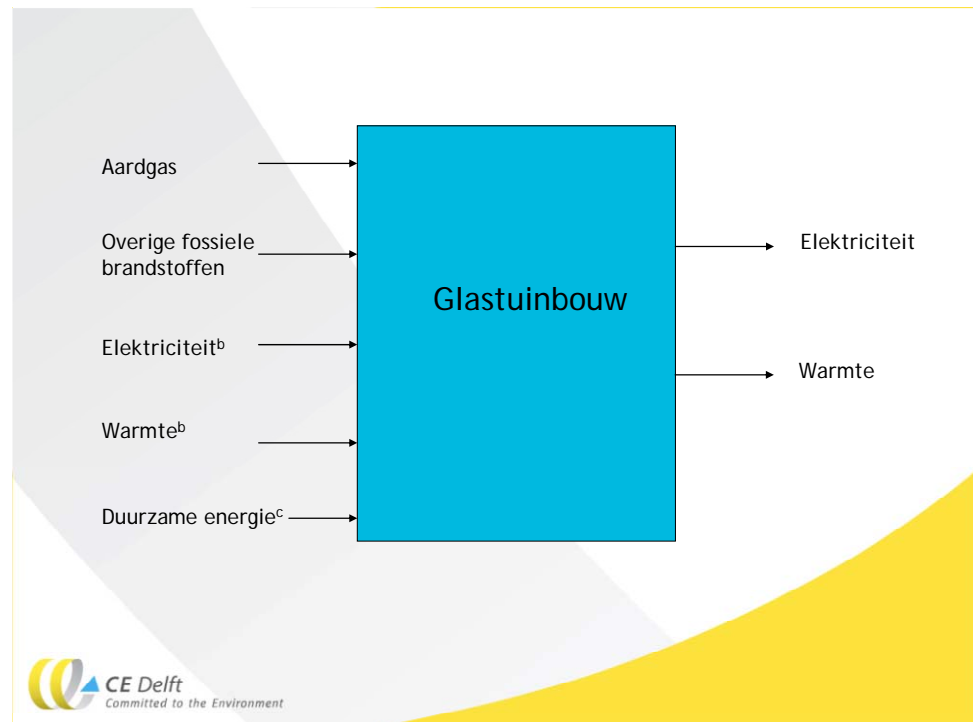 Aardgas
Overige fossiele
brandstoffen
Elektriciteitᵇ
Warmteᵇ
Duurzame energieᶜ
Glastuinbouw
Elektriciteit
Warmte
CE Delft
Committed to the Environment